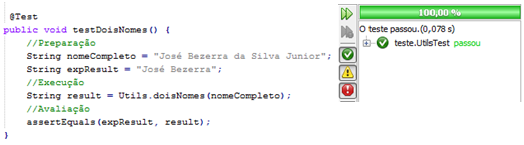 @Test
public void testDoisNomes() {
//Preparação
String nomeCompleto = "José Bezerra da Silva Junior";
String expResult = "José Bezerra";
//Execução
String result = Utils.doisNomes(nomeCompleto);
//Avaliação
assertEquals(expResult, result);
}
100,00 %
O teste passou.(0,078 s)
teste.UtilsTest passou